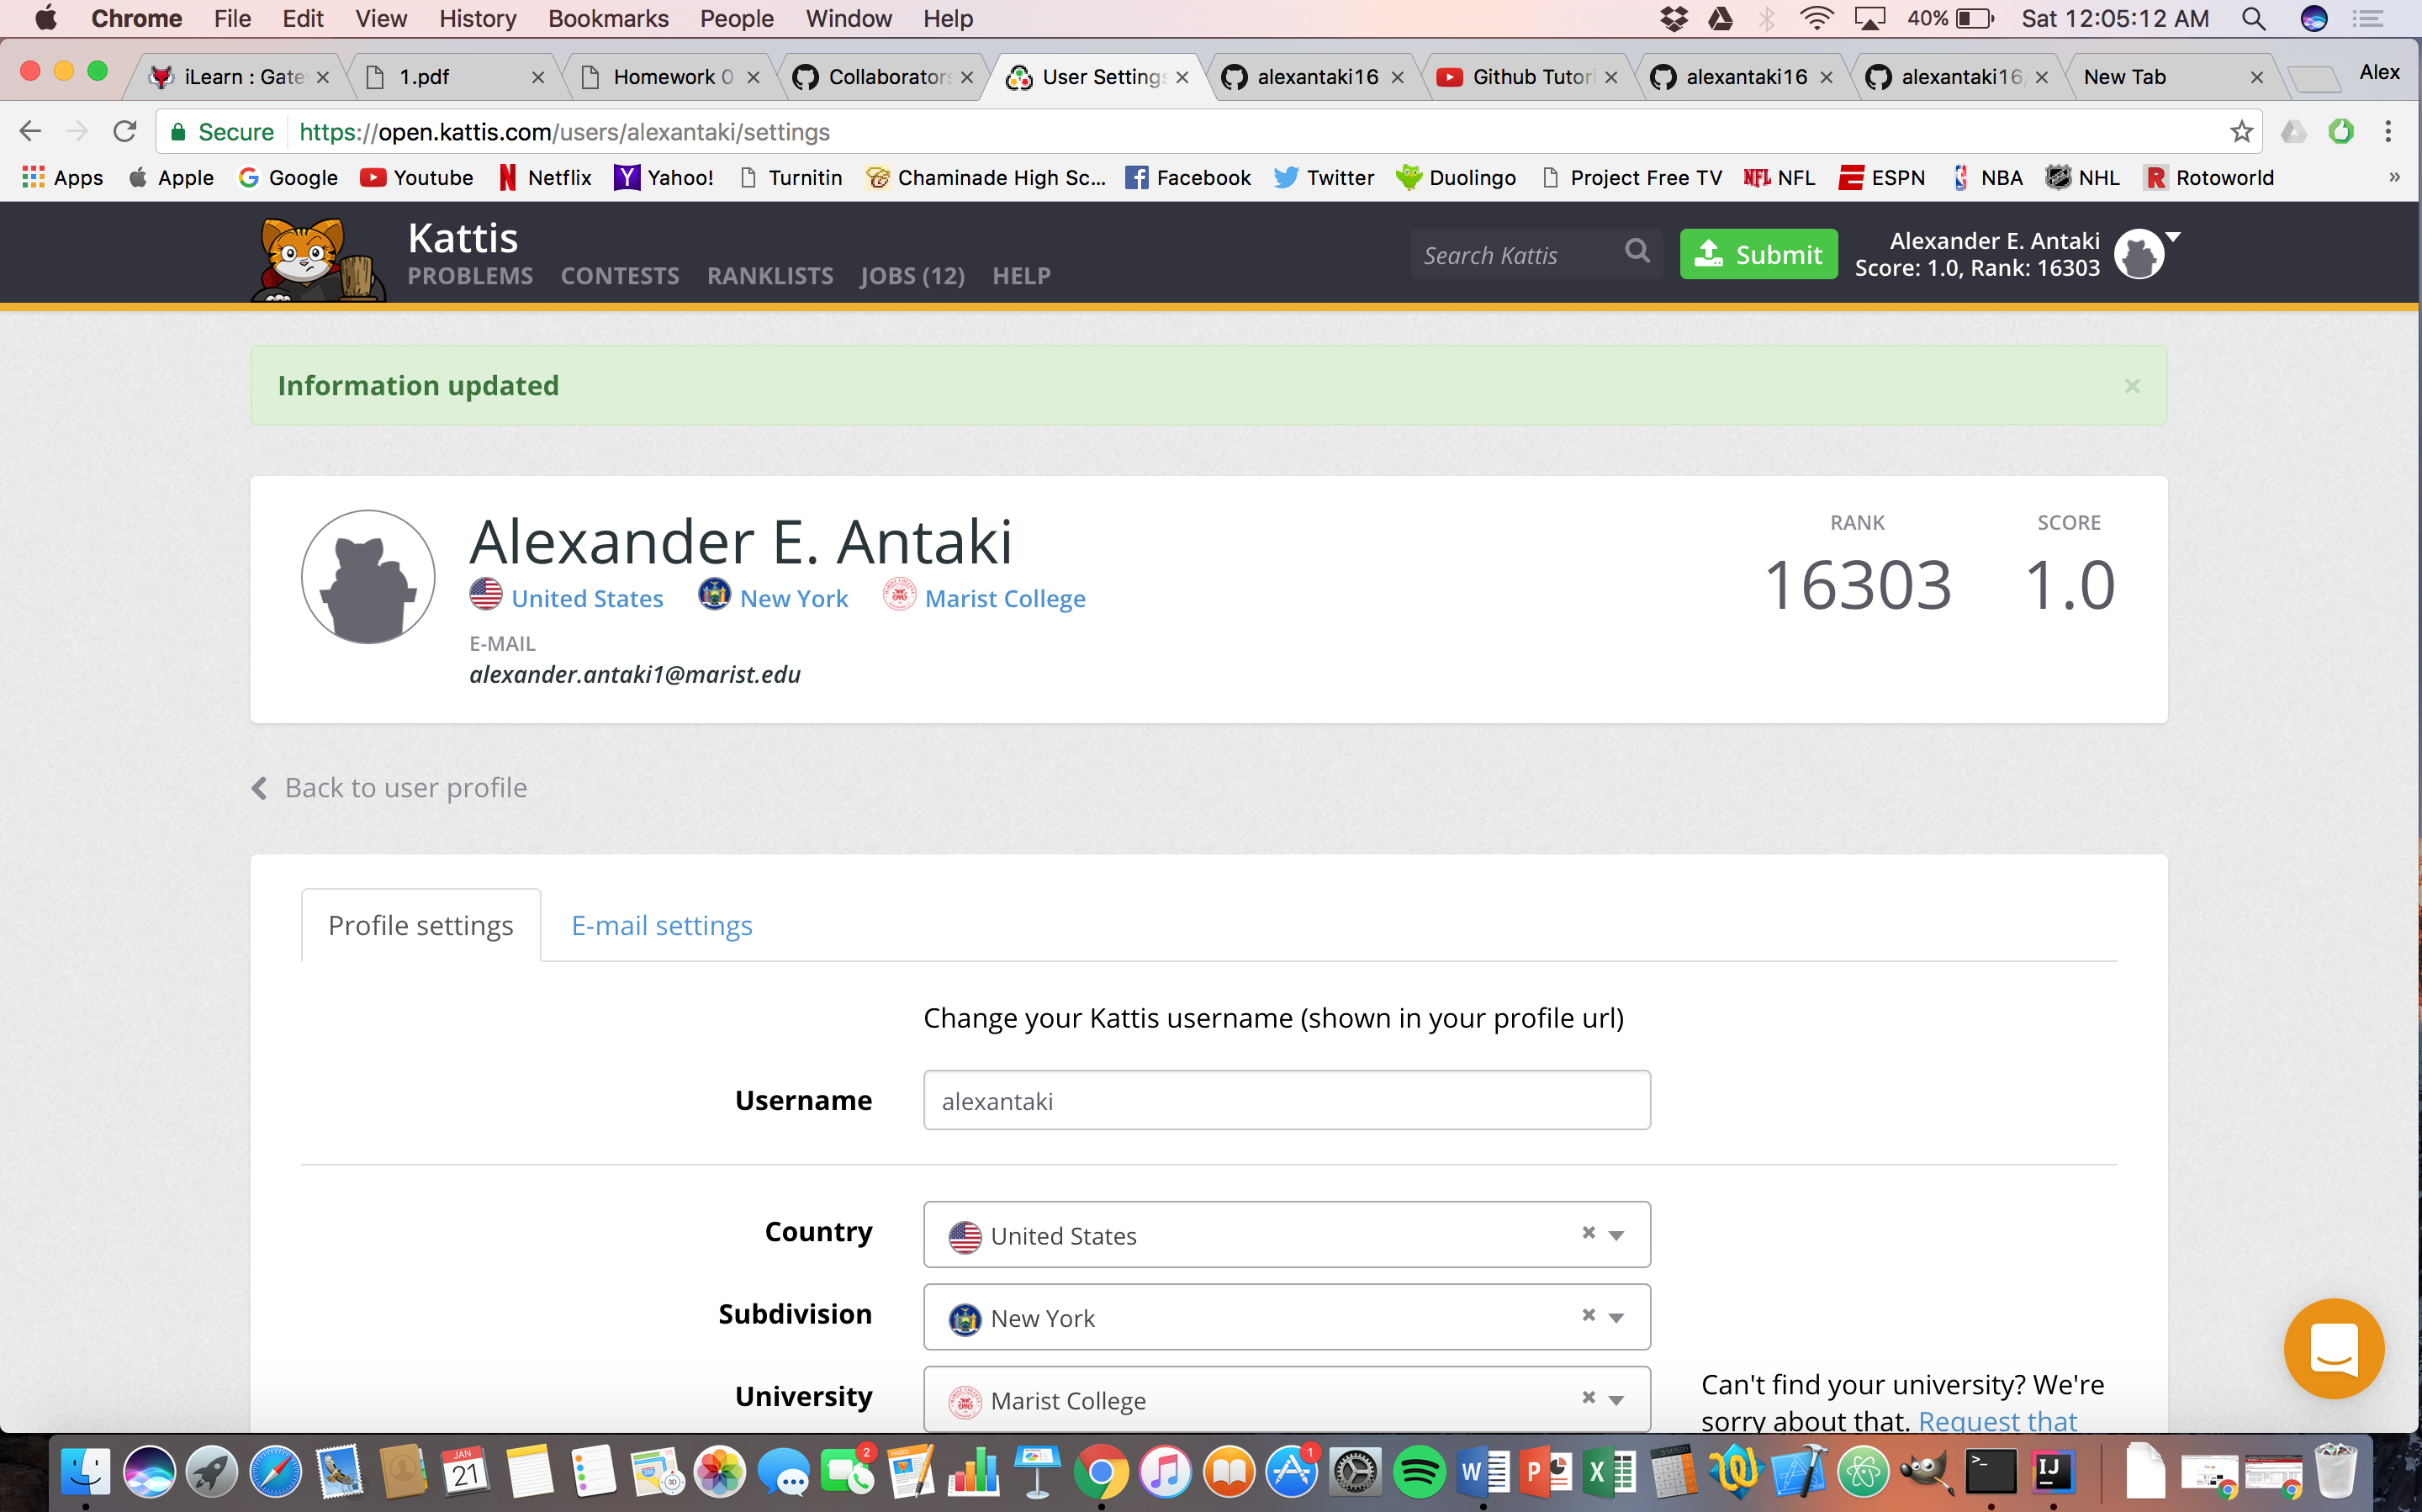 Chrome File Edit View History Bookmarks People Window Help 40% Sat 12:05:12 AM
iLearn : Gate 1.pdf Homework 0 Collaborators User Settings alexantaki16 Github Tutori alexantaki16 alexantaki16 New Tab Alex
Secure https://open.kattis.com/users/alexantaki/settings
Apps Apple Google Youtube Netflix Yahoo! Turnitin Chaminade High Sc... Facebook Twitter Duolingo Project Free TV NFL ESPN NBA NHL Rotoworld »
Kattis
PROBLEMS CONTESTS RANKLISTS JOBS (12) HELP
Search Kattis
Submit
Alexander E. Antaki
Score: 1.0, Rank: 16303
Information updated ×
Alexander E. Antaki
United States New York Marist College
E-MAIL
alexander.antaki1@marist.edu
RANK SCORE
16303 1.0
Back to user profile
Profile settings E-mail settings
Change your Kattis username (shown in your profile url)
Username alexantaki
Country United States
Subdivision New York
University Marist College
Can't find your university? We're
sorry about that. Request that
JAN
21
2
1